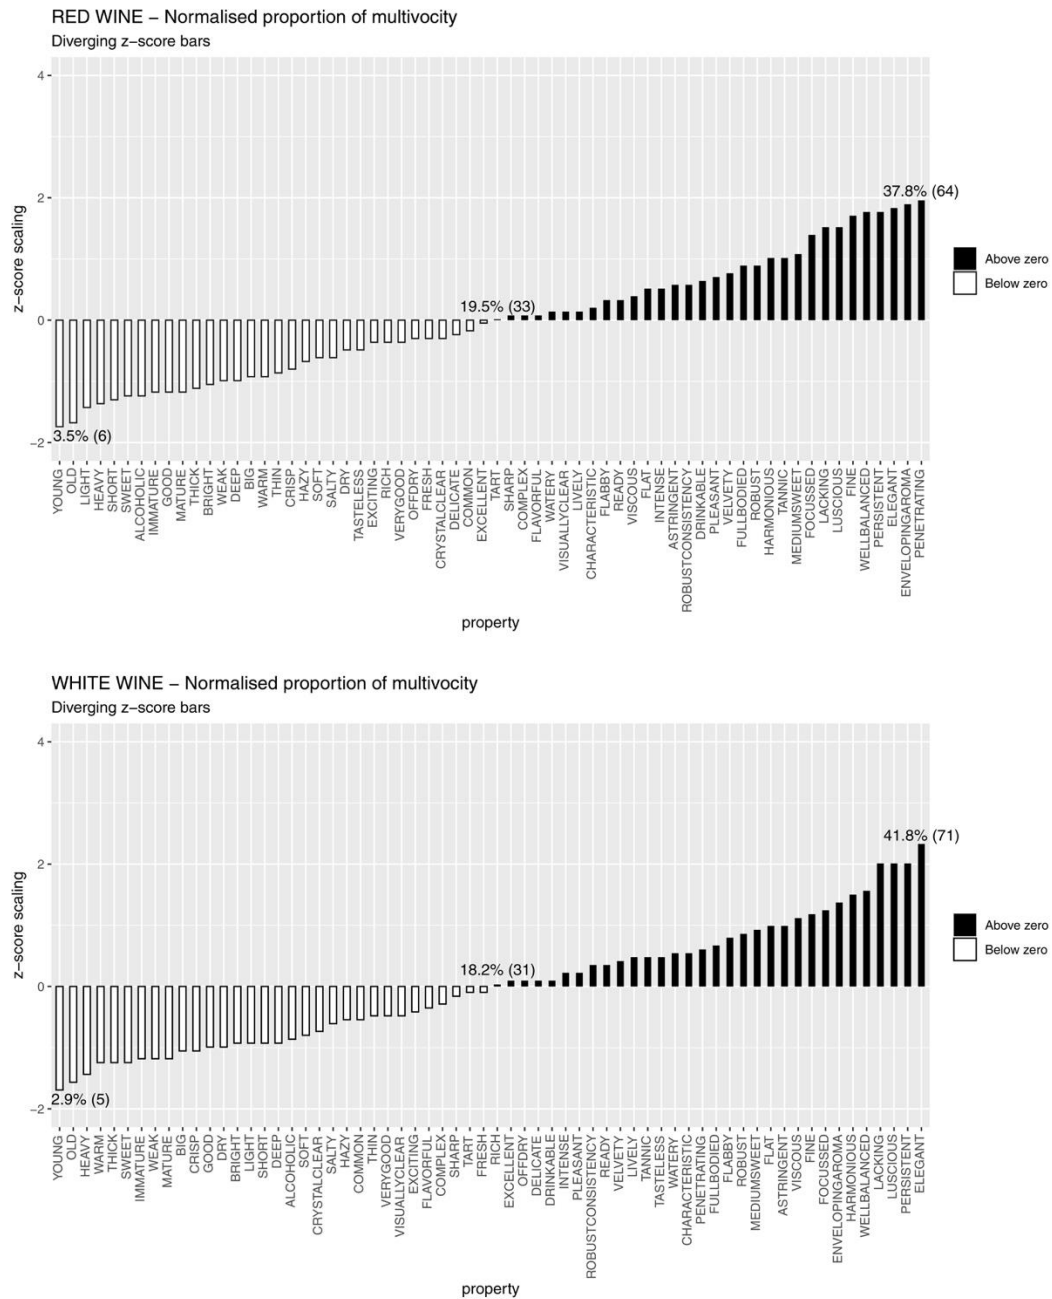 RED WINE – Normalised proportion of multivocity
Diverging z−score bars
4
2
0
−2
z−score scaling
37.8% (64)
19.5% (33)
3.5% (6)
Above zero
Below zero
YOUNG
OLD
LIGHT
HEAVY
SHORT
SWEET
ALCOHOLIC
IMMATURE
GOOD
MATURE
THICK
BRIGHT
WEAK
DEEP
BIG
WARM
THIN
CRISP
HAZY
SOFT
SALTY
DRY
TASTELESS
EXCITING
RICH
VERYGOOD
OFFDRY
FRESH
CRYSTALCLEAR
DELICATE
COMMON
EXCELLENT
TART
SHARP
COMPLEX
FLAVORFUL
WATERY
VISUALLYCLEAR
LIVELY
CHARACTERISTIC
FLABBY
READY
VISCOUS
FLAT
INTENSE
ASTRINGENT
ROBUSTCONSISTENCY
DRINKABLE
PLEASANT
VELVETY
FULLBODIED
ROBUST
HARMONIOUS
TANNIC
MEDIUMSWEET
FOCUSSED
LACKING
LUSCIOUS
FINE
WELLBALANCED
PERSISTENT
ELEGANT
ENVELOPINGAROMA
PENETRATING
property
WHITE WINE – Normalised proportion of multivocity
Diverging z−score bars
4
2
0
−2
z−score scaling
41.8% (71)
18.2% (31)
2.9% (5)
Above zero
Below zero
YOUNG
OLD
HEAVY
WARM
THICK
SWEET
IMMATURE
WEAK
MATURE
BIG
CRISP
GOOD
DRY
BRIGHT
LIGHT
SHORT
DEEP
ALCOHOLIC
SOFT
CRYSTALCLEAR
SALTY
HAZY
COMMON
THIN
VERYGOOD
VISUALLYCLEAR
EXCITING
FLAVORFUL
COMPLEX
SHARP
TART
FRESH
RICH
EXCELLENT
OFFDRY
DELICATE
DRINKABLE
INTENSE
PLEASANT
ROBUSTCONSISTENCY
READY
VELVETY
LIVELY
TANNIC
TASTELESS
WATERY
CHARACTERISTIC
PENETRATING
FULLBODIED
FLABBY
ROBUST
MEDIUMSWEET
FLAT
ASTRINGENT
VISCOUS
FINE
FOCUSSED
ENVELOPINGAROMA
HARMONIOUS
WELLBALANCED
LACKING
LUSCIOUS
PERSISTENT
ELEGANT
property